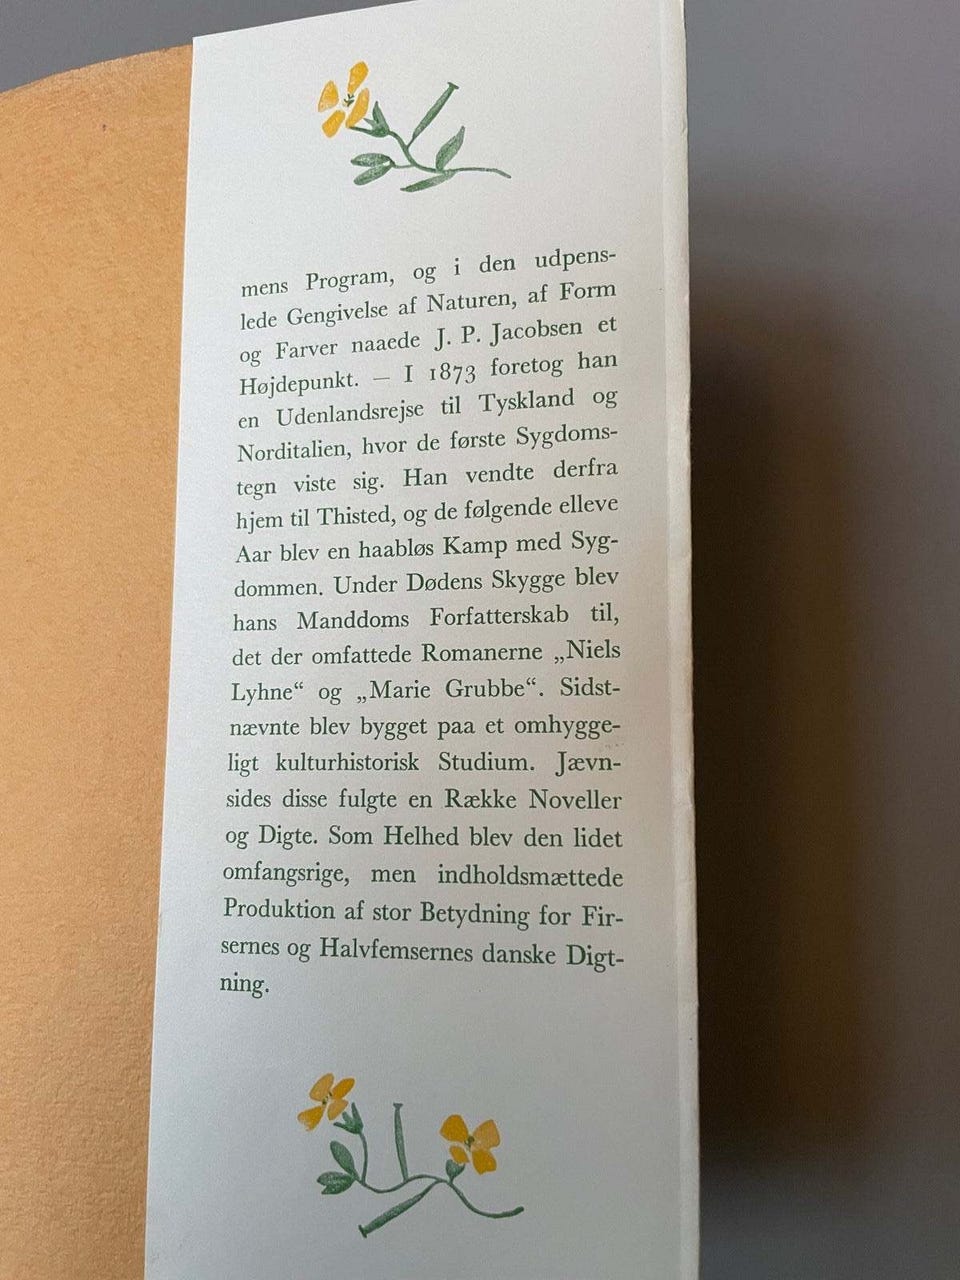 mens Program, og i den udpens-
lede Gengivelse af Naturen, af Form
og Farver naaede J. P. Jacobsen et
Højdepunkt. — I 1873 foretog han
en Udenlandsrejse til Tyskland og
Norditalien, hvor de første Sygdoms-
tegn viste sig. Han vendte derfra
hjem til Thisted, og de følgende elleve
Aar blev en haabløs Kamp med Syg-
dommen. Under Dødens Skygge blev
hans Manddoms Forfatterskab til,
det der omfattede Romanerne „Niels
Lyhne“ og „Marie Grubbe“. Sidst-
nævnte blev bygget paa et omhygge-
ligt kulturhistorisk Studium. Jævn-
sides disse fulgte en Række Noveller
og Digte. Som Helhed blev den lidet
omfangsrige, men indholdsmættede
Produktion af stor Betydning for Fir-
sernes og Halvfemsernes danske Digt-
ning.